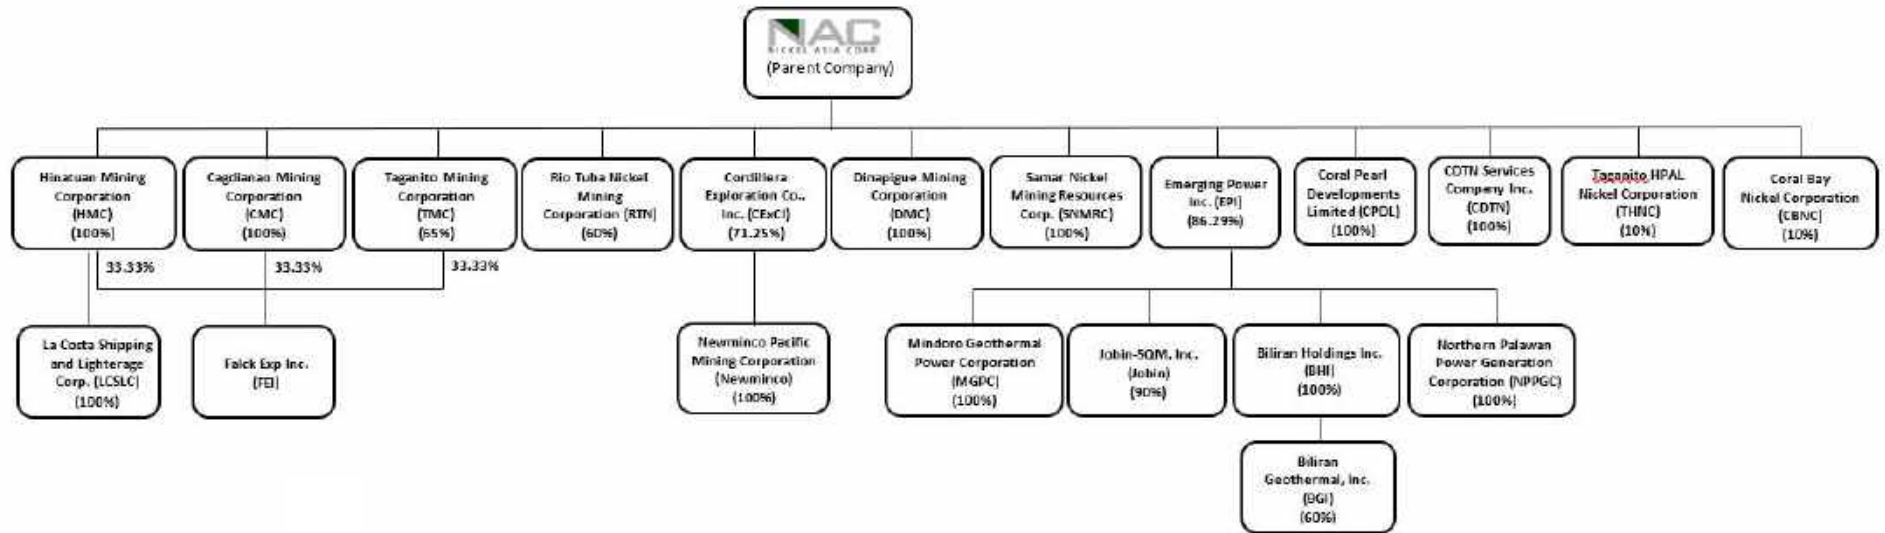 NAC
NICKEL ASIA CORP
(Parent Company)
Hinatuan Mining
Corporation
(HMC)
(100%)
Cagdianao Mining
Corporation
(CMC)
(100%)
Taganito Mining
Corporation
(TMC)
(65%)
Rio Tuba Nickel
Mining
Corporation (RTN)
(60%)
Cordillera
Exploration Co.,
Inc. (CExCI)
(71.25%)
Dinapigue Mining
Corporation
(DMC)
(100%)
Samar Nickel
Mining Resources
Corp. (SNMRC)
(100%)
Emerging Power
Inc. (EPI)
(86.29%)
Coral Pearl
Developments
Limited (CPDL)
(100%)
CDTN Services
Company Inc.
(CDTN)
(100%)
Taganito HPAL
Nickel Corporation
(THNC)
(10%)
Coral Bay
Nickel Corporation
(CBNC)
(10%)
33.33%
33.33%
33.33%
La Costa Shipping
and Lighterage
Corp. (LCSLC)
(100%)
Falck Exp Inc.
(FEI)
Newminco Pacific
Mining Corporation
(Newminco)
(100%)
Mindoro Geothermal
Power Corporation
(MGPC)
(100%)
Jobin-SQM, Inc.
(Jobin)
(90%)
Biliran Holdings Inc.
(BHI)
(100%)
Northern Palawan
Power Generation
Corporation (NPPGC)
(100%)
Biliran
Geothermal, Inc.
(BGI)
(60%)